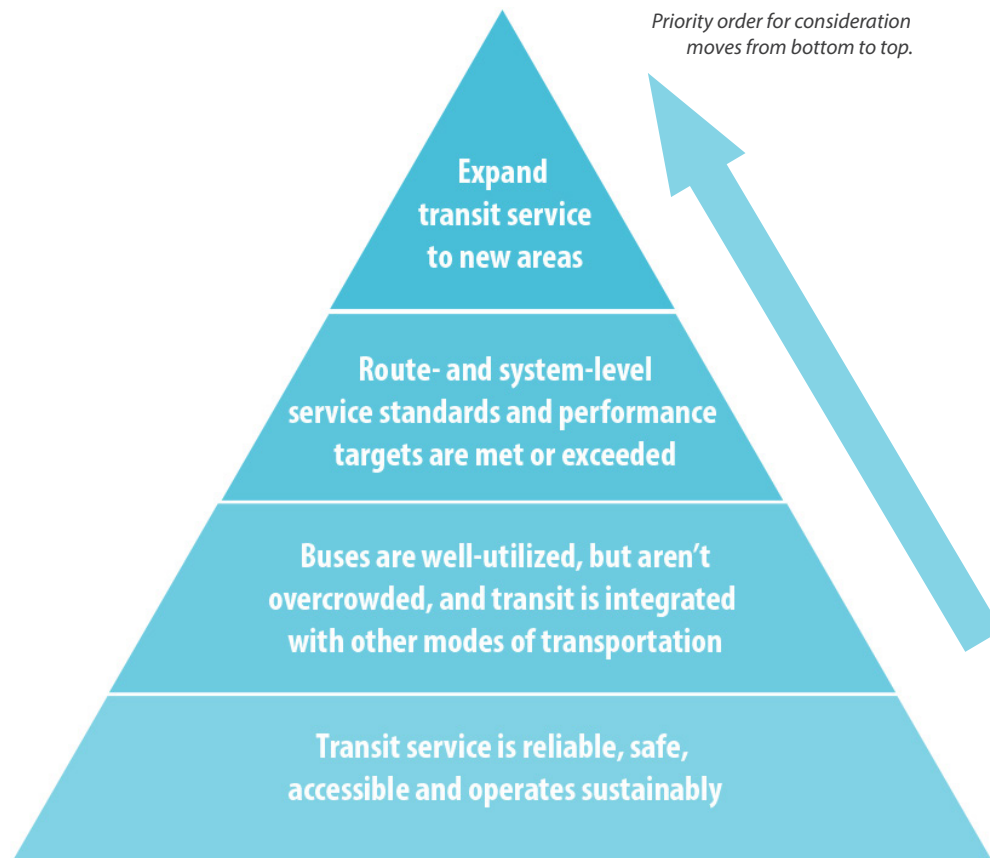 Priority order for consideration
moves from bottom to top.
Expand
transit service
to new areas
Route- and system-level
service standards and performance
targets are met or exceeded
Buses are well-utilized, but aren’t
overcrowded, and transit is integrated
with other modes of transportation
Transit service is reliable, safe,
accessible and operates sustainably